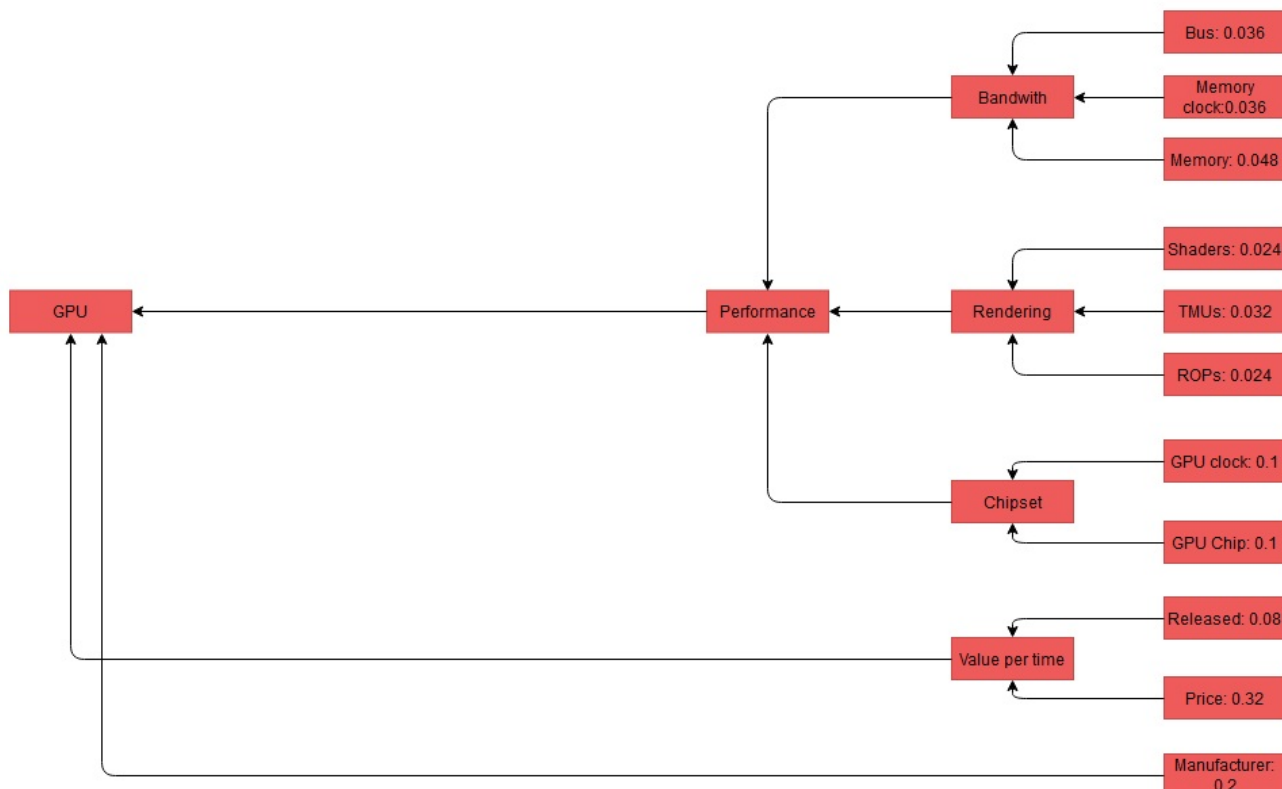 Bus: 0.036
Bandwith
Memory
clock:0.036
Memory: 0.048
Shaders: 0.024
GPU
Performance
Rendering
TMUs: 0.032
ROPs: 0.024
GPU clock: 0.1
Chipset
GPU Chip: 0.1
Released: 0.08
Value per time
Price: 0.32
Manufacturer:
0.2